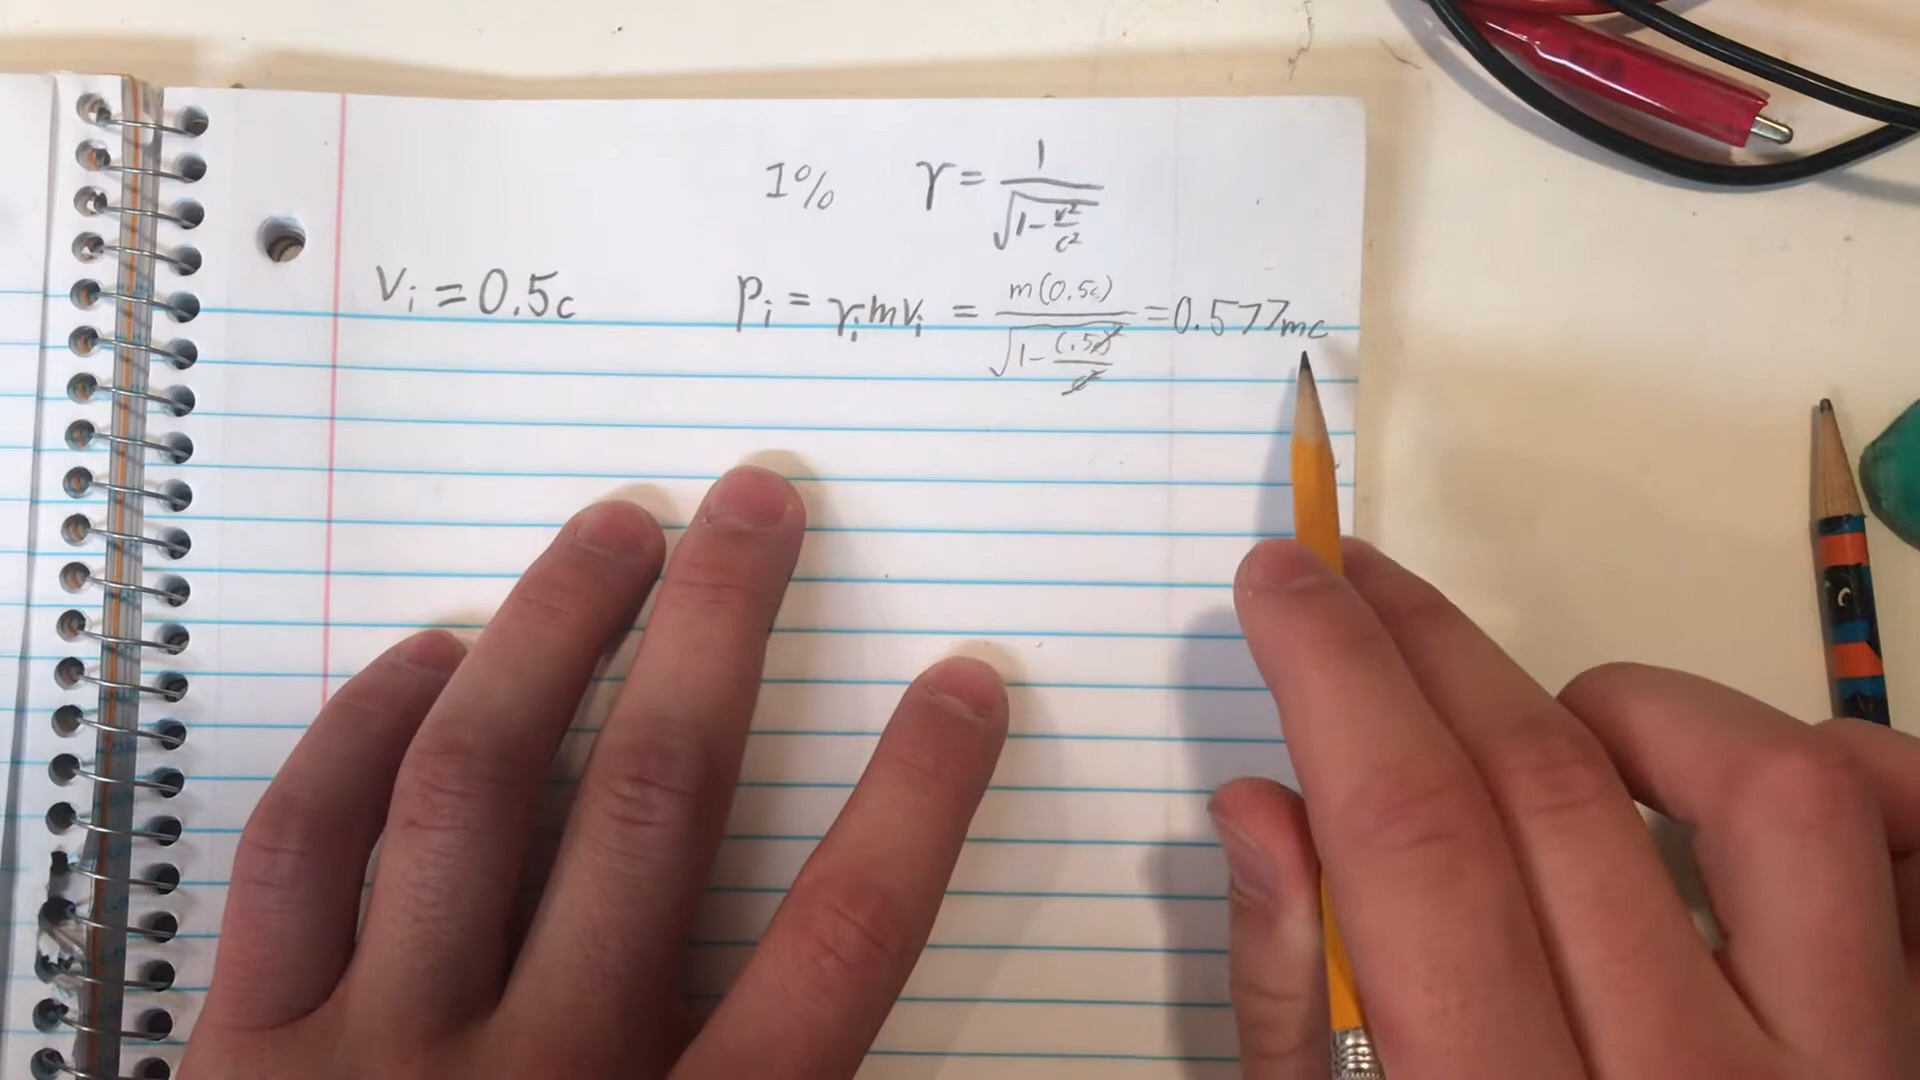 1% γ = 1/√(1 - v²/c²)
Vᵢ = 0.5c pᵢ = γᵢmvᵢ = m(0.5c)/√(1 - (.5c)²/c²) = 0.577mc